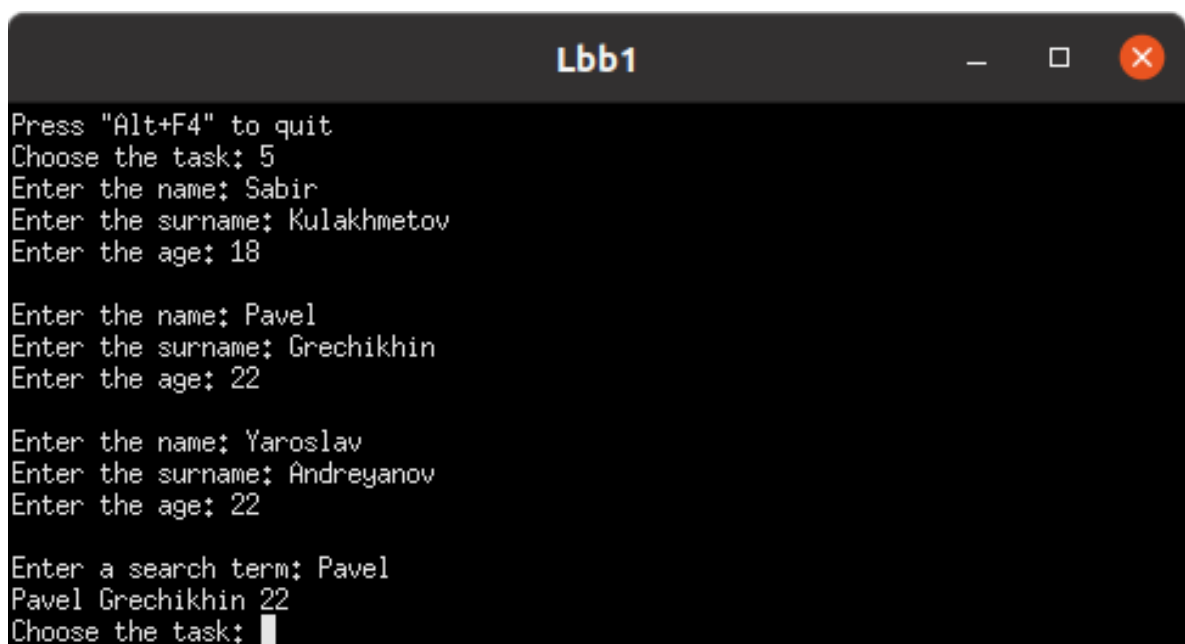 Lbb1
Press "Alt+F4" to quit
Choose the task: 5
Enter the name: Sabir
Enter the surname: Kulakhmetov
Enter the age: 18
Enter the name: Pavel
Enter the surname: Grechikhin
Enter the age: 22
Enter the name: Yaroslav
Enter the surname: Andreyanov
Enter the age: 22
Enter a search term: Pavel
Pavel Grechikhin 22
Choose the task: